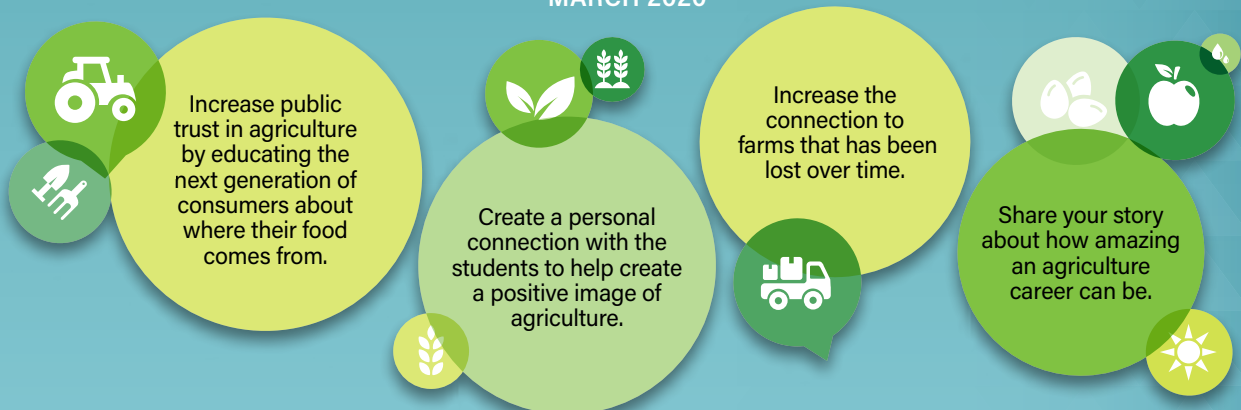 Increase public
trust in agriculture
by educating the
next generation of
consumers about
where their food
comes from.
Create a personal
connection with the
students to help create
a positive image of
agriculture.
Increase the
connection to
farms that has been
lost over time.
Share your story
about how amazing
an agriculture
career can be.